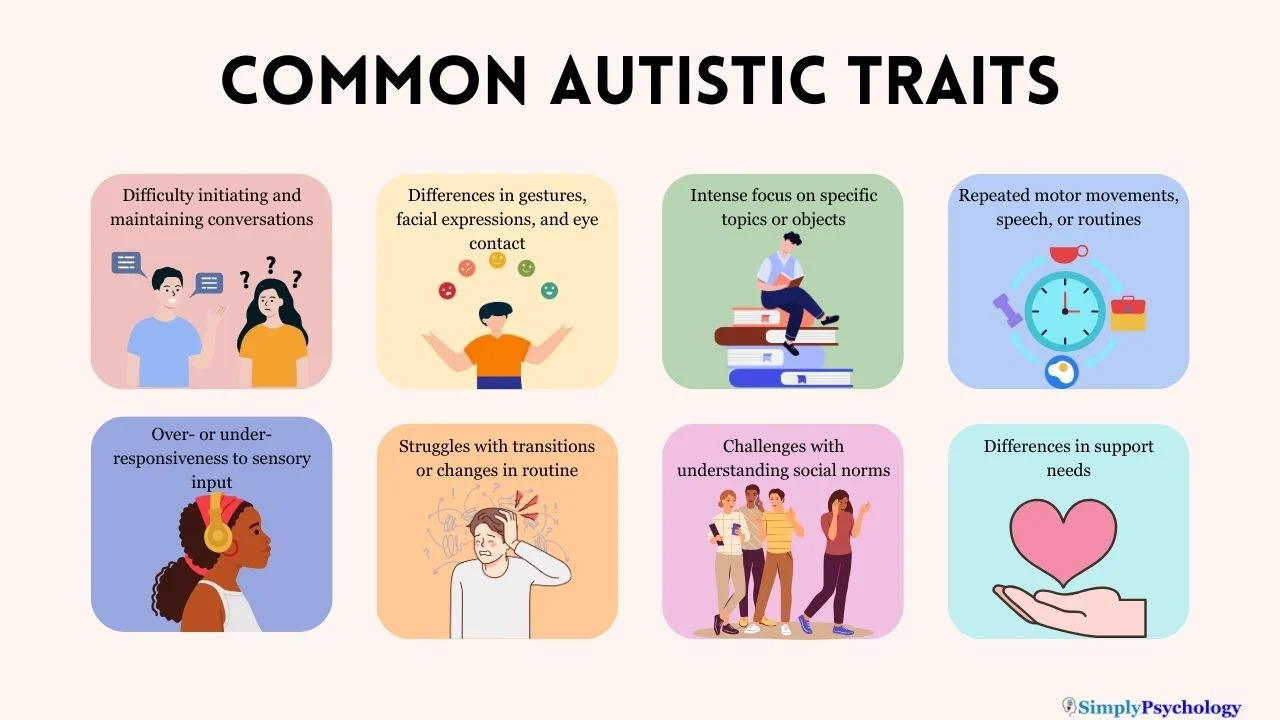 COMMON AUTISTIC TRAITS
Difficulty initiating and
maintaining conversations
Differences in gestures,
facial expressions, and eye
contact
Intense focus on specific
topics or objects
Repeated motor movements,
speech, or routines
Over- or under-
responsiveness to sensory
input
Struggles with transitions
or changes in routine
Challenges with
understanding social norms
Differences in support
needs
SimplyPsychology